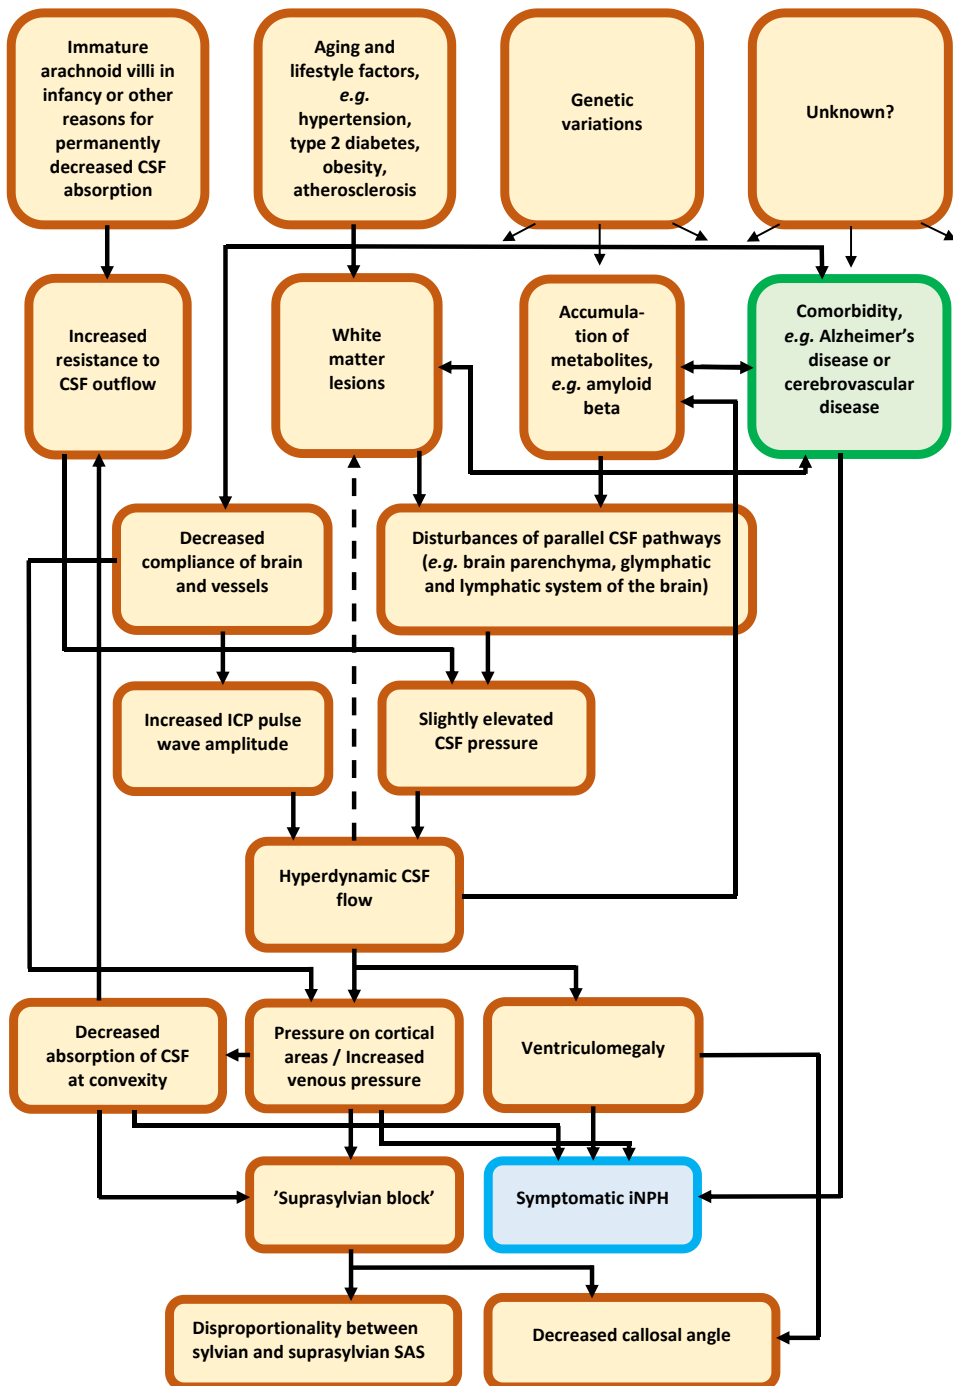 Immature
arachnoid villi in
infancy or other
reasons for
permanently
decreased CSF
absorption
Aging and
lifestyle factors,
e.g.
hypertension,
type 2 diabetes,
obesity,
atherosclerosis
Genetic
variations
Unknown?
Increased
resistance to
CSF outflow
White
matter
lesions
Accumula-
tion of
metabolites,
e.g. amyloid
beta
Comorbidity,
e.g. Alzheimer's
disease or
cerebrovascular
disease
Decreased
compliance of brain
and vessels
Disturbances of parallel CSF pathways
(e.g. brain parenchyma, glymphatic
and lymphatic system of the brain)
Increased ICP pulse
wave amplitude
Slightly elevated
CSF pressure
Hyperdynamic CSF
flow
Decreased
absorption of CSF
at convexity
Pressure on cortical
areas / Increased
venous pressure
Ventriculomegaly
’Suprasylvian block’
Symptomatic iNPH
Disproportionality between
sylvian and suprasylvian SAS
Decreased callosal angle